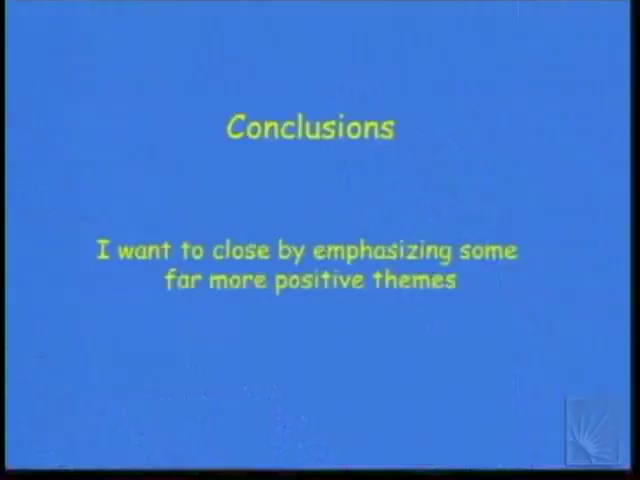 Conclusions
I want to close by emphasizing some
far more positive themes